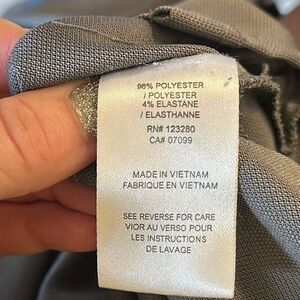 96% POLYESTER
/ POLYESTER
4% ELASTANE
/ ELASTHANNE
RN# 123280
CA# 07099
MADE IN VIETNAM
FABRIQUÉ EN VIETNAM
SEE REVERSE FOR CARE
VIOR AU VERSO POUR
LES INSTRUCTIONS
DE LAVAGE